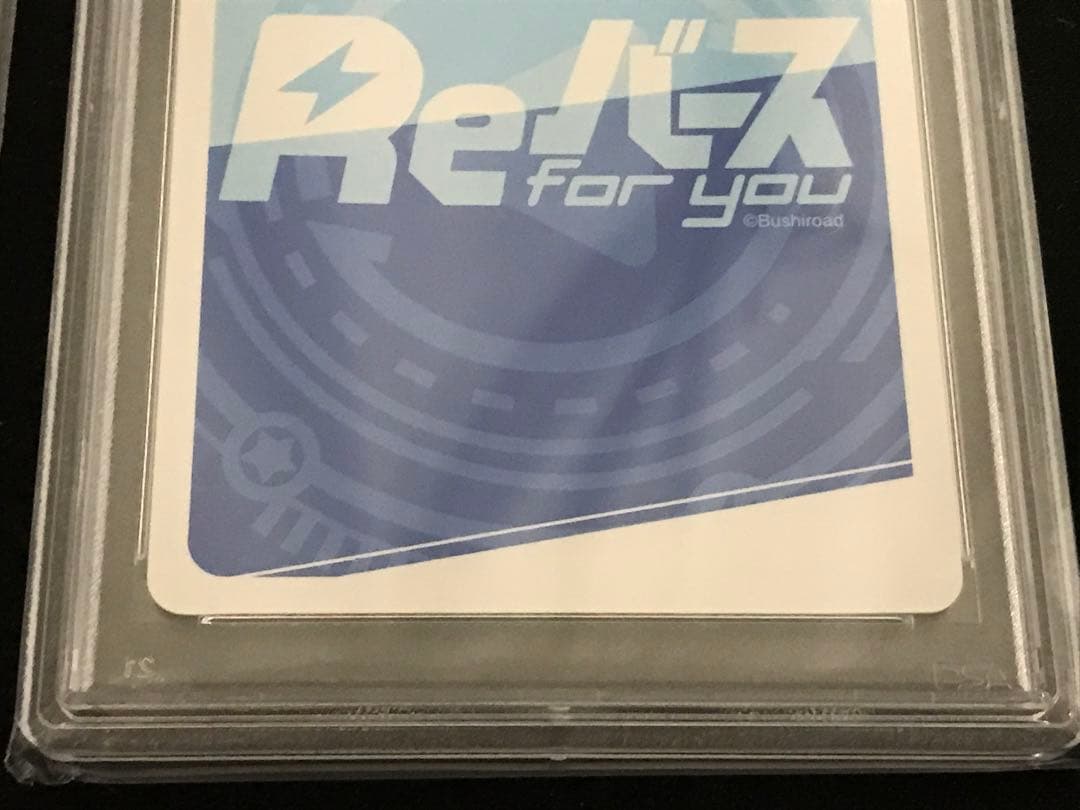 Reバース
for you
©Bushiroad